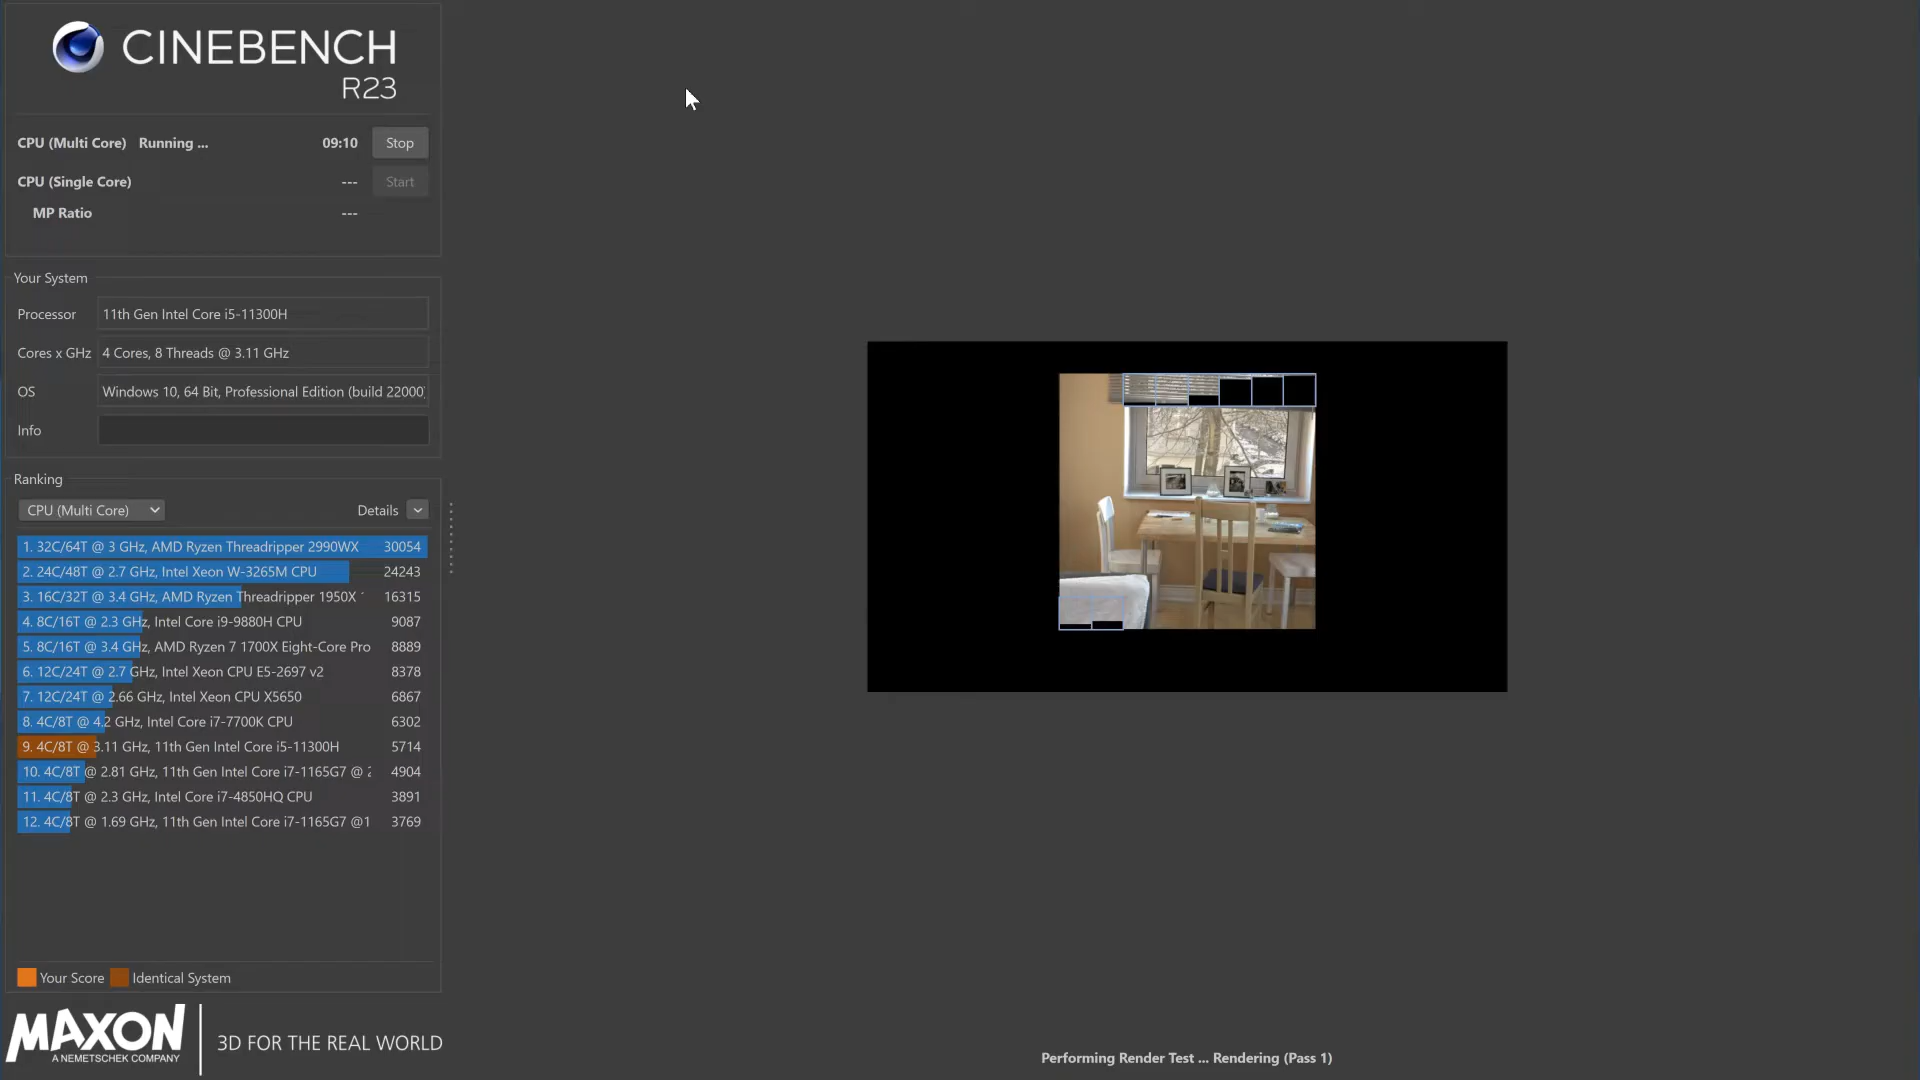 CINEBENCH
R23
CPU (Multi Core) Running ... 09:10 Stop
CPU (Single Core) --- Start
MP Ratio ---
Your System
Processor 11th Gen Intel Core i5-11300H
Cores x GHz 4 Cores, 8 Threads @ 3.11 GHz
OS Windows 10, 64 Bit, Professional Edition (build 22000)
Info
Ranking
CPU (Multi Core) Details
1. 32C/64T @ 3 GHz, AMD Ryzen Threadripper 2990WX 30054
2. 24C/48T @ 2.7 GHz, Intel Xeon W-3265M CPU 24243
3. 16C/32T @ 3.4 GHz, AMD Ryzen Threadripper 1950X 16315
4. 8C/16T @ 2.3 GHz, Intel Core i9-9880H CPU 9087
5. 8C/16T @ 3.4 GHz, AMD Ryzen 7 1700X Eight-Core Pro 8889
6. 12C/24T @ 2.7 GHz, Intel Xeon CPU E5-2697 v2 8378
7. 12C/24T @ 2.66 GHz, Intel Xeon CPU X5650 6867
8. 4C/8T @ 4.2 GHz, Intel Core i7-7700K CPU 6302
9. 4C/8T @ 3.11 GHz, 11th Gen Intel Core i5-11300H 5714
10. 4C/8T @ 2.81 GHz, 11th Gen Intel Core i7-1165G7 @ 2 4904
11. 4C/8T @ 2.3 GHz, Intel Core i7-4850HQ CPU 3891
12. 4C/8T @ 1.69 GHz, 11th Gen Intel Core i7-1165G7 @1 3769
Your Score Identical System
MAXON
A NEMETSCHEK COMPANY
3D FOR THE REAL WORLD
Performing Render Test ... Rendering (Pass 1)